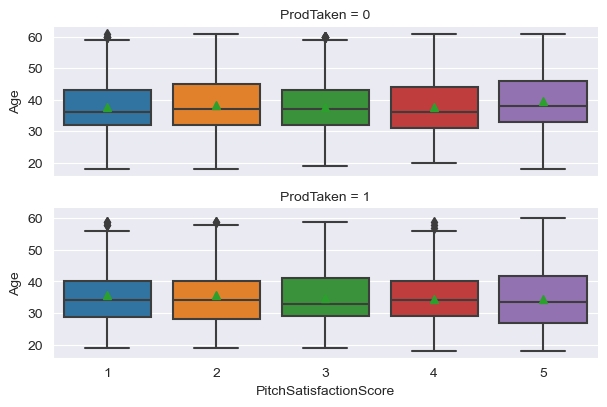 ProdTaken = 0
60
50
40
30
20
Age
ProdTaken = 1
60
50
40
30
20
Age
1 2 3 4 5
PitchSatisfactionScore